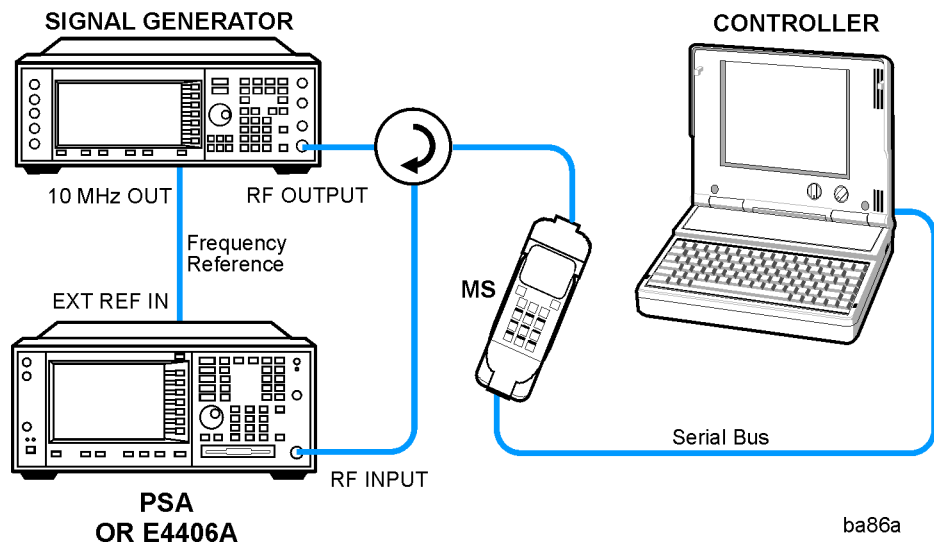 SIGNAL GENERATOR
CONTROLLER
10 MHz OUT
RF OUTPUT
Frequency
Reference
MS
EXT REF IN
Serial Bus
RF INPUT
PSA
OR E4406A
ba86a